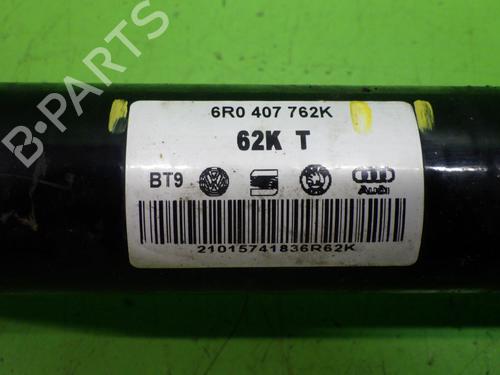 6R0 407 762K
62K T
BT9
Audi
21015741836R62K
B-PARTS